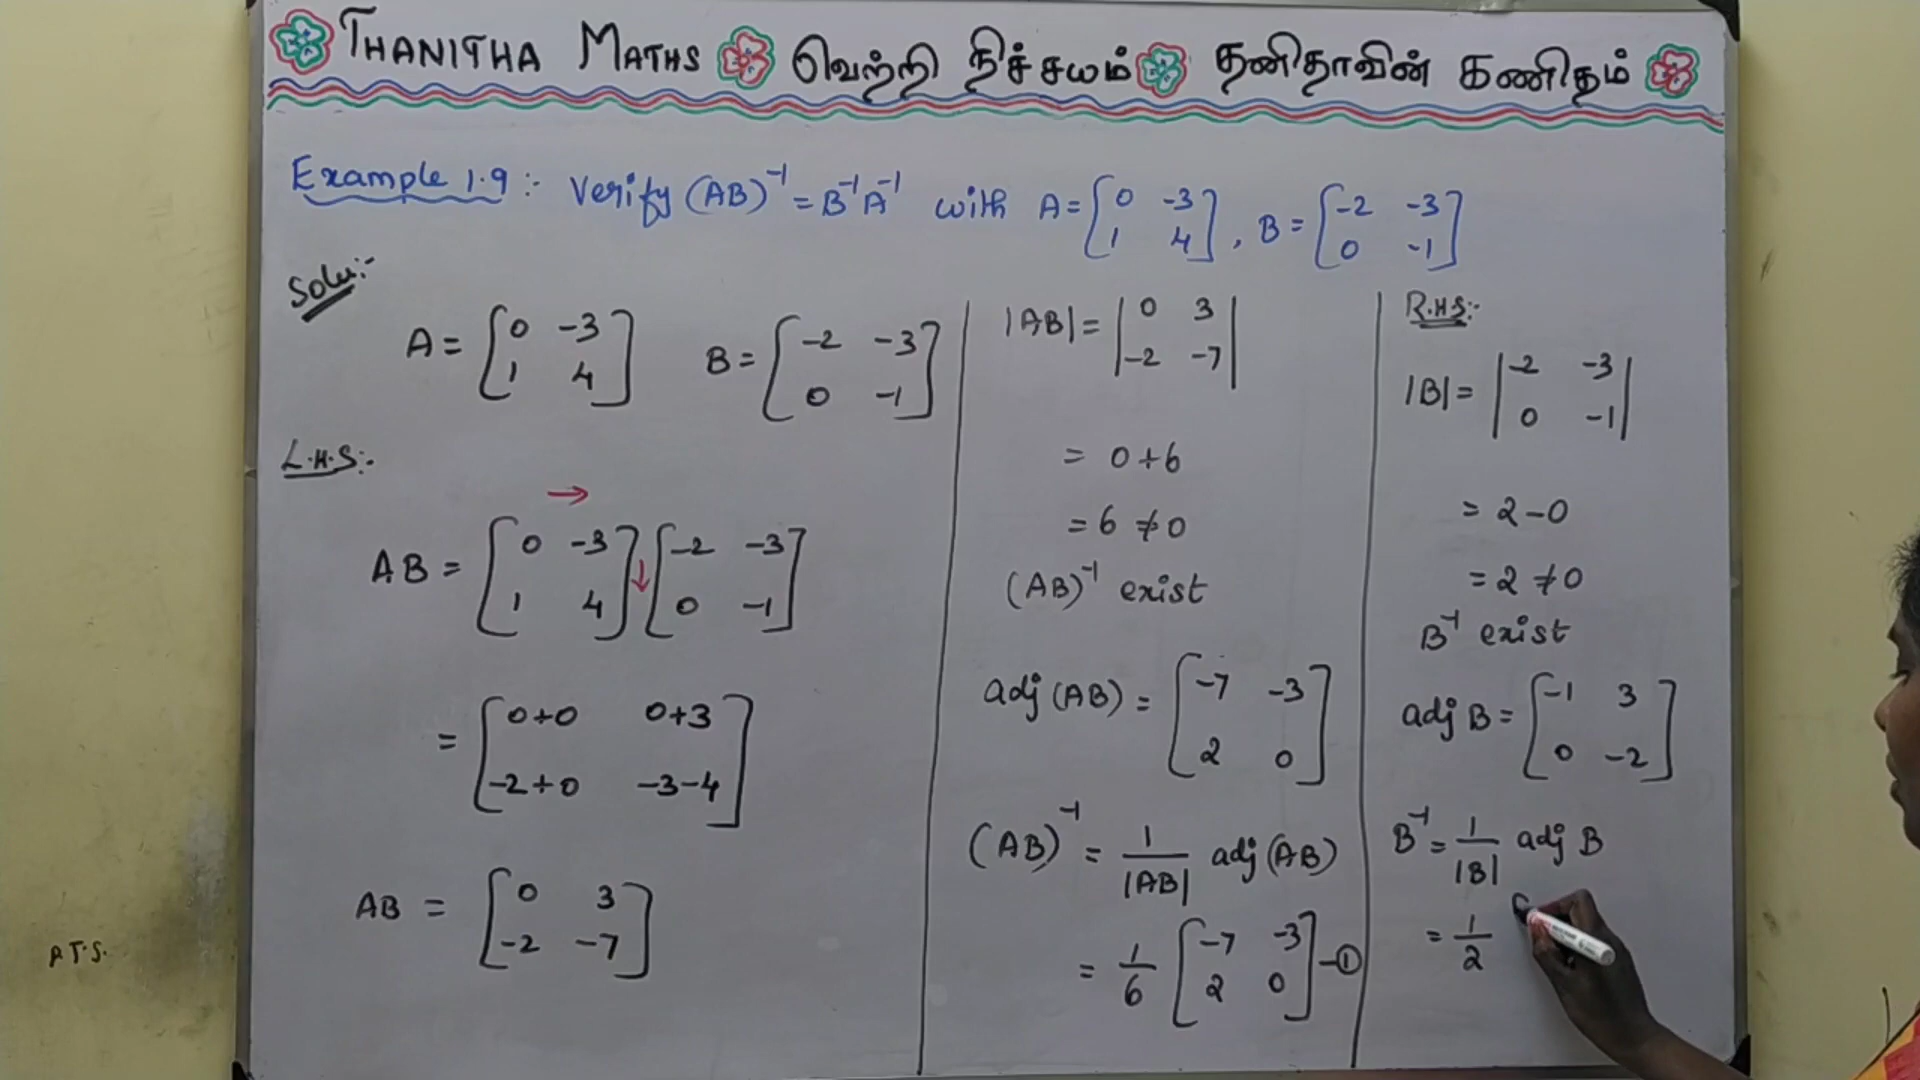 THANITHA MATHS வெற்றி நிச்சயம் தனிதாவின் கணிதம்
Example 1.9:- Verify (AB)⁻¹ = B⁻¹A⁻¹ with A = [0 -3; 1 4], B = [-2 -3; 0 -1]
Solu:-
A = [0 -3; 1 4] B = [-2 -3; 0 -1]
L.H.S:-
AB = [0 -3; 1 4] [-2 -3; 0 -1]
= [0+0 0+3; -2+0 -3-4]
AB = [0 3; -2 -7]
|AB| = |0 3; -2 -7|
= 0+6
= 6 ≠ 0
(AB)⁻¹ exist
adj (AB) = [-7 -3; 2 0]
(AB)⁻¹ = 1/|AB| adj (AB)
= 1/6 [-7 -3; 2 0] -①
R.H.S:-
|B| = |-2 -3; 0 -1|
= 2-0
= 2 ≠ 0
B⁻¹ exist
adj B = [-1 3; 0 -2]
B⁻¹ = 1/|B| adj B
= 1/2
P.T.S.